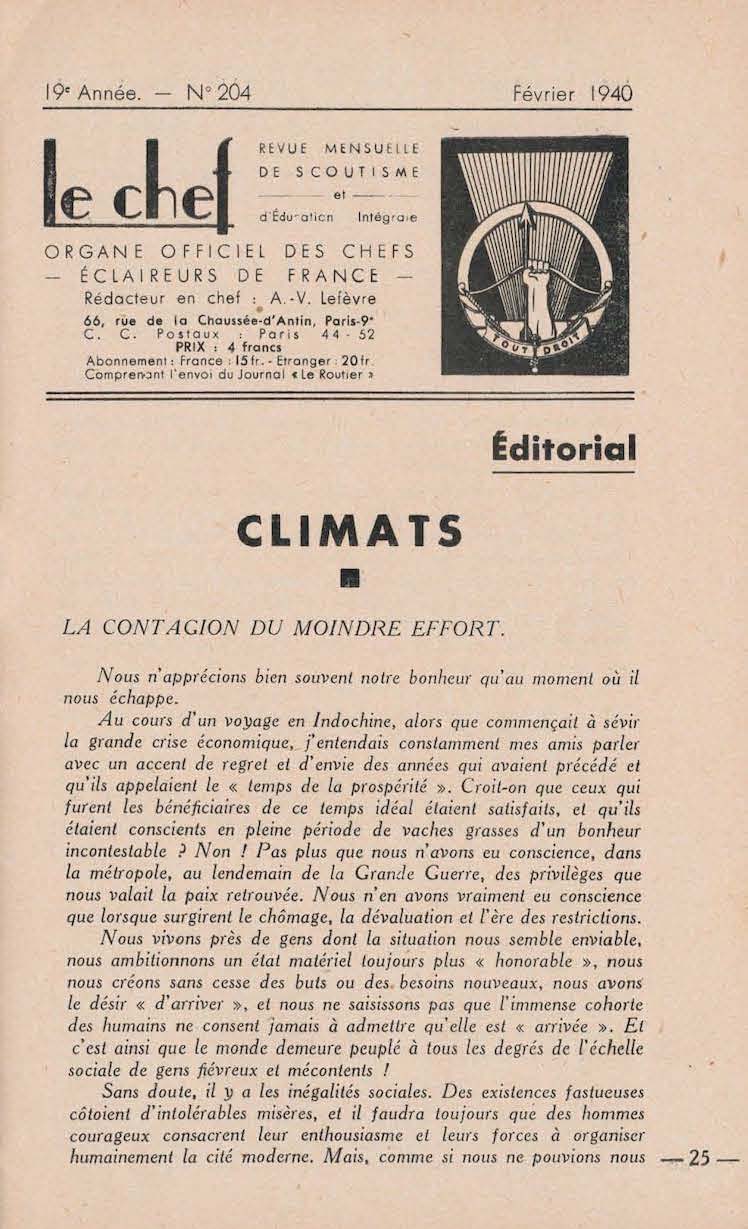 19e Année. — N° 204
Février 1940
le chef
REVUE MENSUELLE
DE SCOUTISME
et
d'Éducation Intégrale
ORGANE OFFICIEL DES CHEFS
— ÉCLAIREURS DE FRANCE —
Rédacteur en chef : A.-V. Lefèvre
66, rue de la Chaussée-d'Antin, Paris-9e
C. C. Postaux : Paris 44 - 52
PRIX : 4 francs
Abonnement : France : 15 fr. - Etranger : 20 fr.
Comprenant l'envoi du Journal « Le Routier »
TOUT DROIT
Éditorial
CLIMATS
LA CONTAGION DU MOINDRE EFFORT.
Nous n'apprécions bien souvent notre bonheur qu'au moment où il
nous échappe.
Au cours d'un voyage en Indochine, alors que commençait à sévir
la grande crise économique, j'entendais constamment mes amis parler
avec un accent de regret et d'envie des années qui avaient précédé et
qu'ils appelaient le « temps de la prospérité ». Croit-on que ceux qui
furent les bénéficiaires de ce temps idéal étaient satisfaits, et qu'ils
étaient conscients en pleine période de vaches grasses d'un bonheur
incontestable ? Non ! Pas plus que nous n'avons eu conscience, dans
la métropole, au lendemain de la Grande Guerre, des privilèges que
nous valait la paix retrouvée. Nous n'en avons vraiment eu conscience
que lorsque surgirent le chômage, la dévaluation et l'ère des restrictions.
Nous vivons près de gens dont la situation nous semble enviable,
nous ambitionnons un état matériel toujours plus « honorable », nous
nous créons sans cesse des buts ou des besoins nouveaux, nous avons
le désir « d'arriver », et nous ne saisissons pas que l'immense cohorte
des humains ne consent jamais à admettre qu'elle est « arrivée ». Et
c'est ainsi que le monde demeure peuplé à tous les degrés de l'échelle
sociale de gens fiévreux et mécontents !
Sans doute, il y a les inégalités sociales. Des existences fastueuses
côtoient d'intolérables misères, et il faudra toujours que des hommes
courageux consacrent leur enthousiasme et leurs forces à organiser
humainement la cité moderne. Mais, comme si nous ne pouvions nous
— 25 —